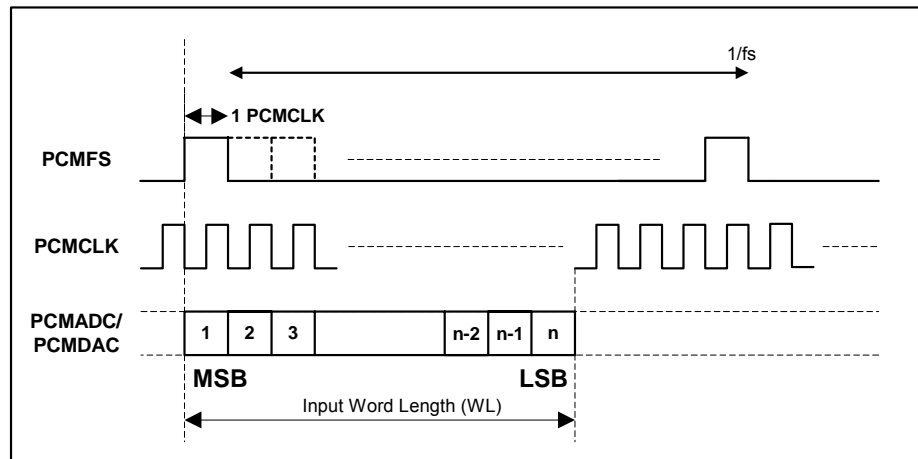 1/fs
1 PCMCLK
PCMFS
PCMCLK
PCMADC/
PCMDAC
1 2 3 n-2 n-1 n
MSB LSB
Input Word Length (WL)